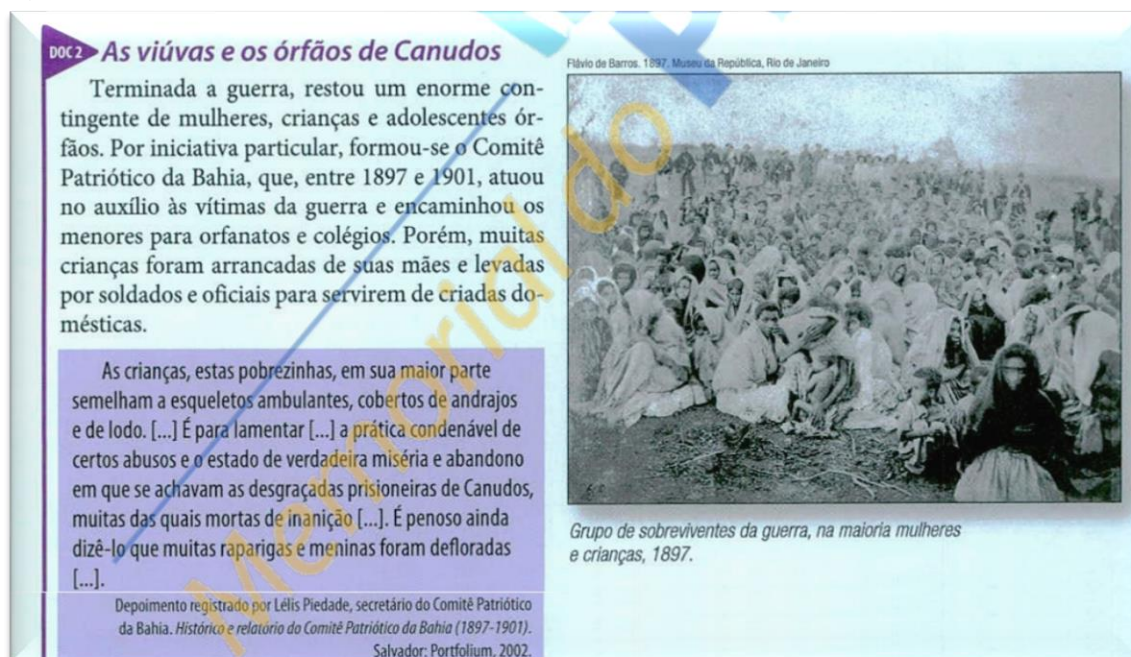 DOC 2 As viúvas e os órfãos de Canudos
Terminada a guerra, restou um enorme con-
tingente de mulheres, crianças e adolescentes ór-
fãos. Por iniciativa particular, formou-se o Comitê
Patriótico da Bahia, que, entre 1897 e 1901, atuou
no auxílio às vítimas da guerra e encaminhou os
menores para orfanatos e colégios. Porém, muitas
crianças foram arrancadas de suas mães e levadas
por soldados e oficiais para servirem de criadas do-
mésticas.
As crianças, estas pobrezinhas, em sua maior parte
semelham a esqueletos ambulantes, cobertos de andrajos
e de lodo. [...] É para lamentar [...] a prática condenável de
certos abusos e o estado de verdadeira miséria e abandono
em que se achavam as desgraçadas prisioneiras de Canudos,
muitas das quais mortas de inanição [...]. É penoso ainda
dizê-lo que muitas raparigas e meninas foram defloradas
[...].
Depoimento registrado por Lélis Piedade, secretário do Comitê Patriótico
da Bahia. Histórico e relatório do Comitê Patriótico da Bahia (1897-1901).
Salvador: Portfolium, 2002.
Flávio de Barros. 1897. Museu da República, Rio de Janeiro
Grupo de sobreviventes da guerra, na maioria mulheres
e crianças, 1897.
Memorial do